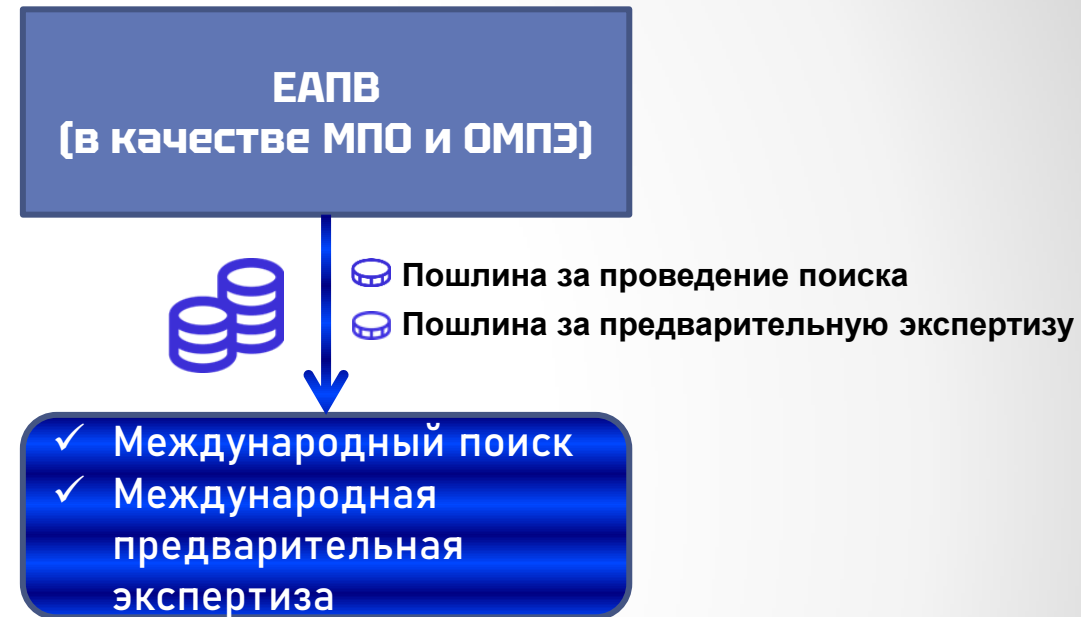 ЕАПВ
(в качестве МПО и ОМПЭ)
Пошлина за проведение поиска
Пошлина за предварительную экспертизу
✓ Международный поиск
✓ Международная
предварительная
экспертиза